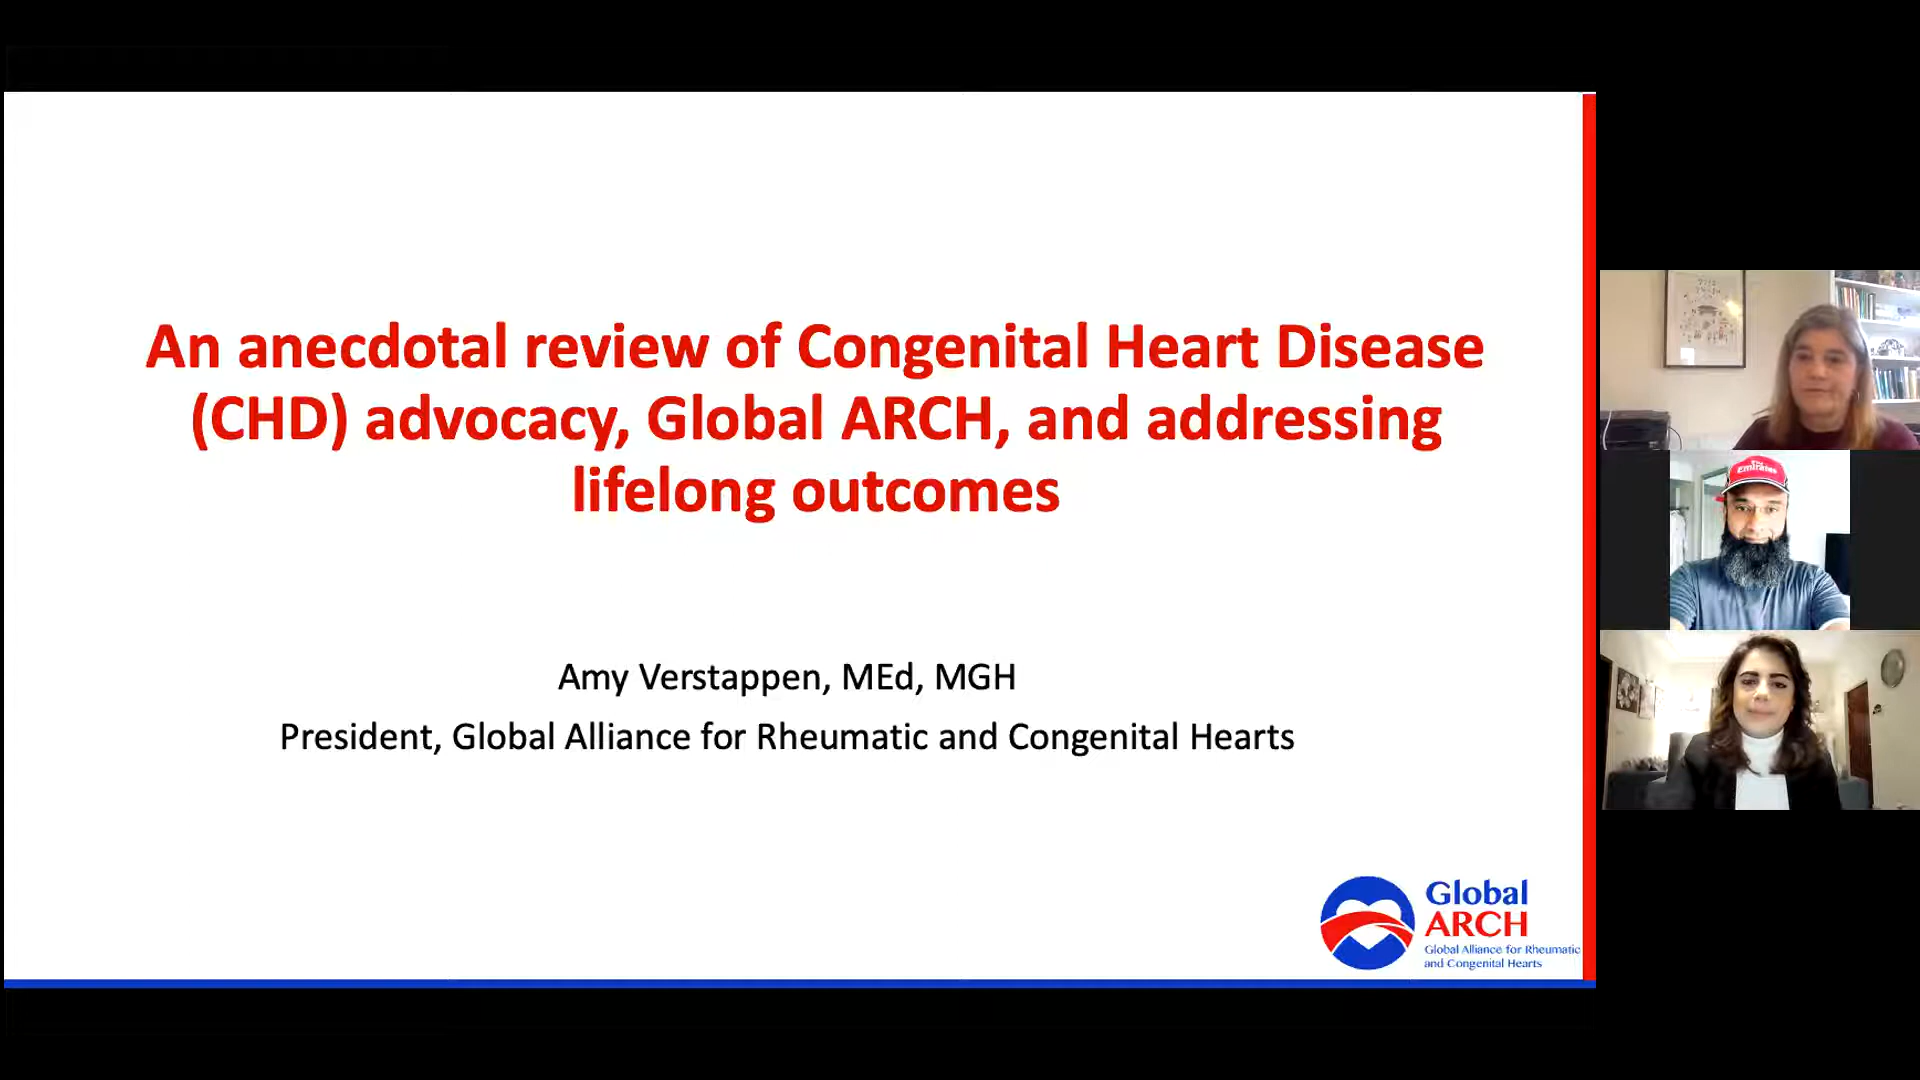 An anecdotal review of Congenital Heart Disease
(CHD) advocacy, Global ARCH, and addressing
lifelong outcomes
Amy Verstappen, MEd, MGH
President, Global Alliance for Rheumatic and Congenital Hearts
Global
ARCH
Global Alliance for Rheumatic
and Congenital Hearts
Emirates